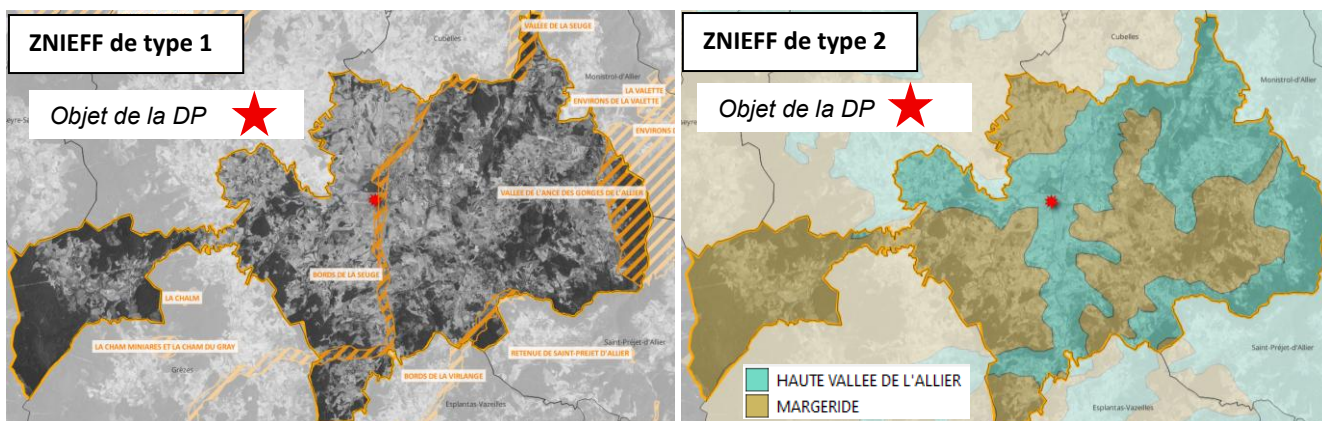 ZNIEFF de type 1
Objet de la DP
VALLEE DE LA SEUGE
Cubelles
Monistrol-d'Allier
LA VALETTE
ENVIRONS DE LA VALETTE
ENVIRONS DE
VALLEE DE L'ANCE DES GORGES DE L'ALLIER
BORDS DE LA SEUGE
LA CHALM
LA CHAM MINIARES ET LA CHAM DU GRAY
Grèzes
RETENUE DE SAINT-PREJET D'ALLIER
BORDS DE LA VIRLANGE
Saint-Préjet-d'Allier
Esplantas-Vazeilles
ZNIEFF de type 2
Objet de la DP
Cubelles
Monistrol-d'Allier
Grèzes
Saint-Préjet-d'Allier
Esplantas-Vazeilles
HAUTE VALLEE DE L'ALLIER
MARGERIDE